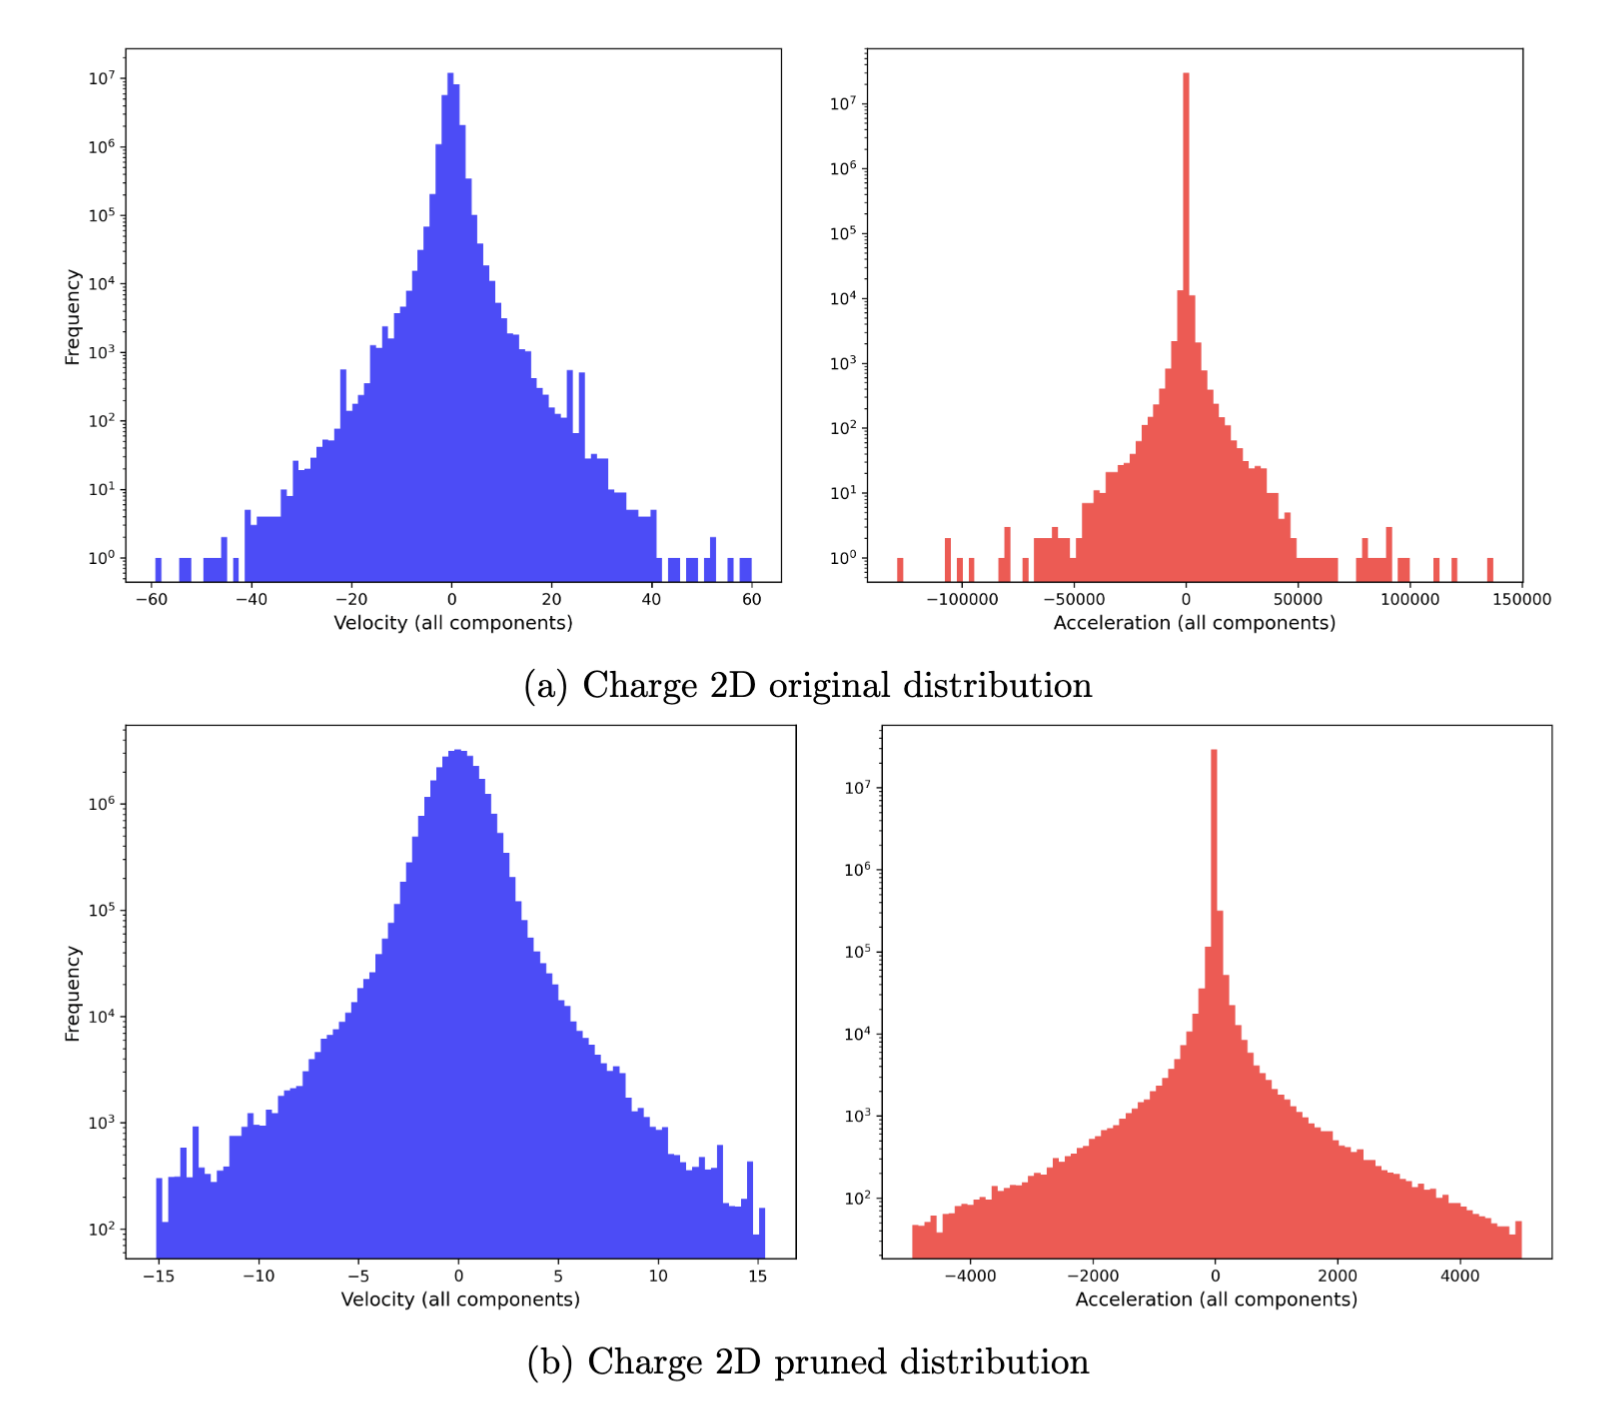 10⁷
10⁶
10⁵
10⁴
10³
10²
10¹
10⁰
Frequency
−60 −40 −20 0 20 40 60
Velocity (all components)
10⁷
10⁶
10⁵
10⁴
10³
10²
10¹
10⁰
−100000 −50000 0 50000 100000 150000
Acceleration (all components)
(a) Charge 2D original distribution
10⁶
10⁵
10⁴
10³
10²
Frequency
−15 −10 −5 0 5 10 15
Velocity (all components)
10⁷
10⁶
10⁵
10⁴
10³
10²
−4000 −2000 0 2000 4000
Acceleration (all components)
(b) Charge 2D pruned distribution